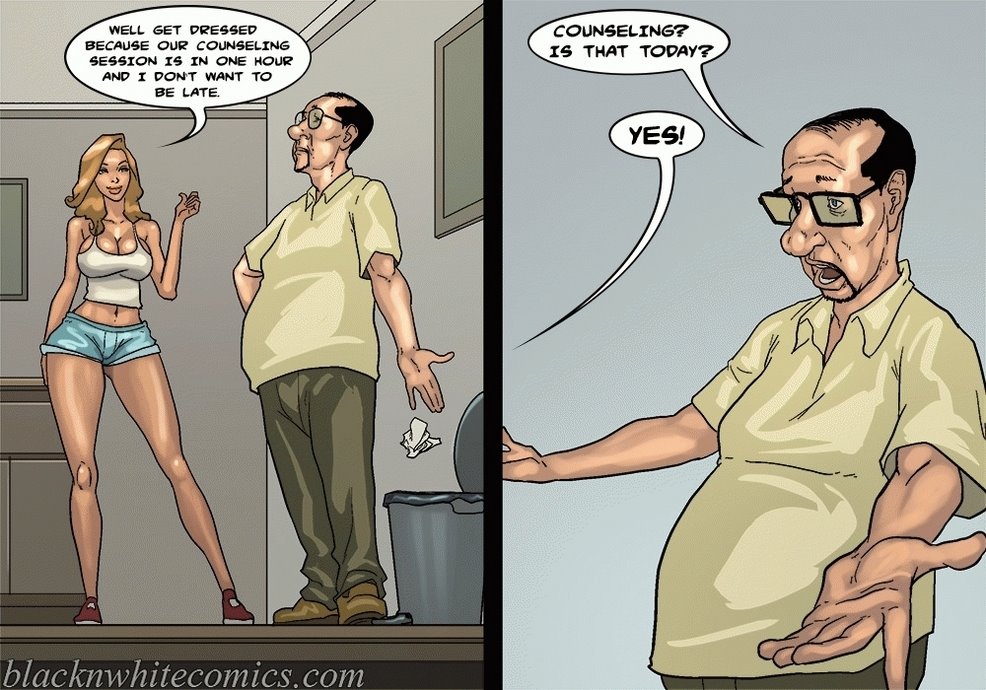 WELL GET DRESSED
BECAUSE OUR COUNSELING
SESSION IS IN ONE HOUR
AND I DON'T WANT TO
BE LATE.
COUNSELING?
IS THAT TODAY?
YES!
blacknwhitecomics.com